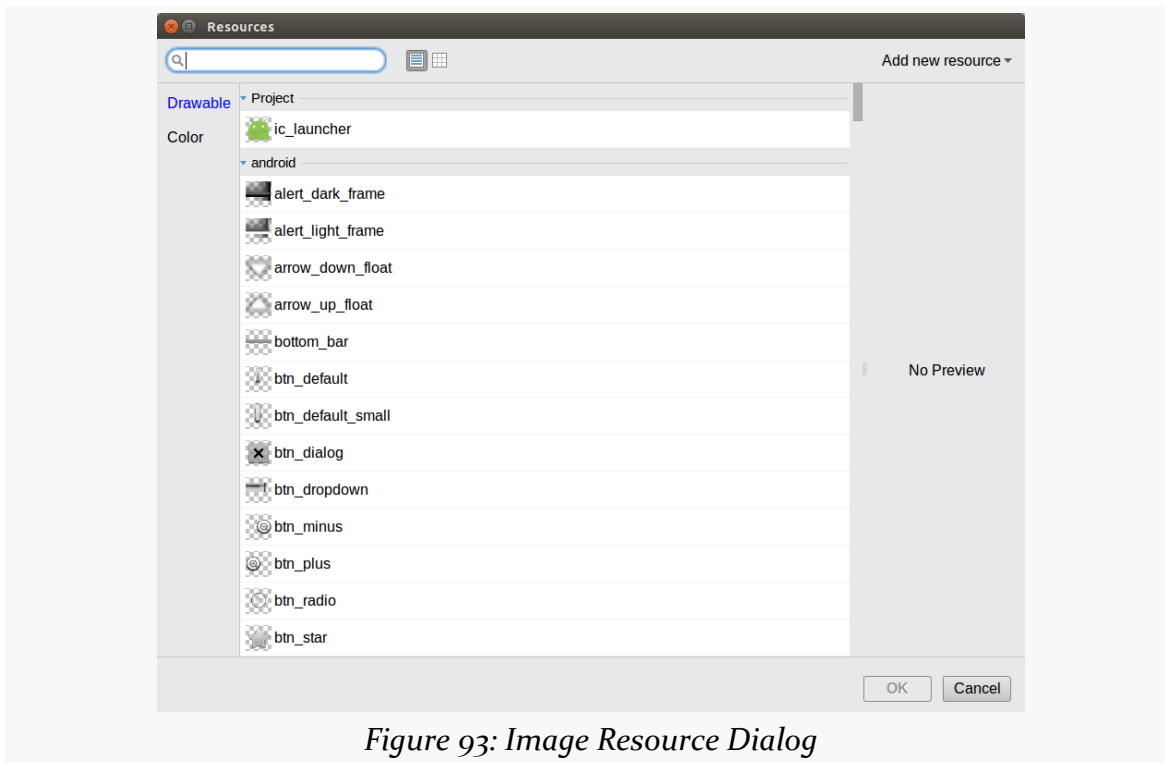 Resources
Add new resource
Drawable
Color
Project
ic_launcher
android
alert_dark_frame
alert_light_frame
arrow_down_float
arrow_up_float
bottom_bar
btn_default
btn_default_small
btn_dialog
btn_dropdown
btn_minus
btn_plus
btn_radio
btn_star
No Preview
OK
Cancel
Figure 93: Image Resource Dialog